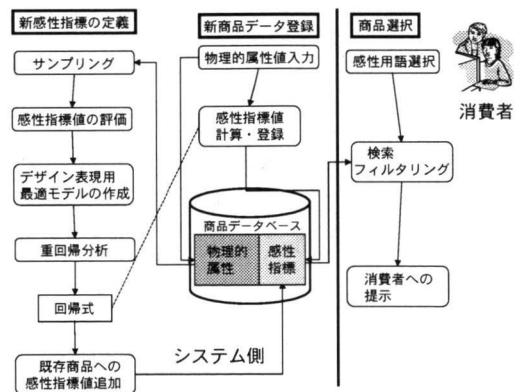 新感性指標の定義
サンプリング
感性指標値の評価
デザイン表現用
最適モデルの作成
重回帰分析
回帰式
既存商品への
感性指標値追加
新商品データ登録
物理的属性値入力
感性指標値
計算・登録
商品データベース
物理的
属性
感性
指標
システム側
商品選択
感性用語選択
検索
フィルタリング
消費者への
提示
消費者